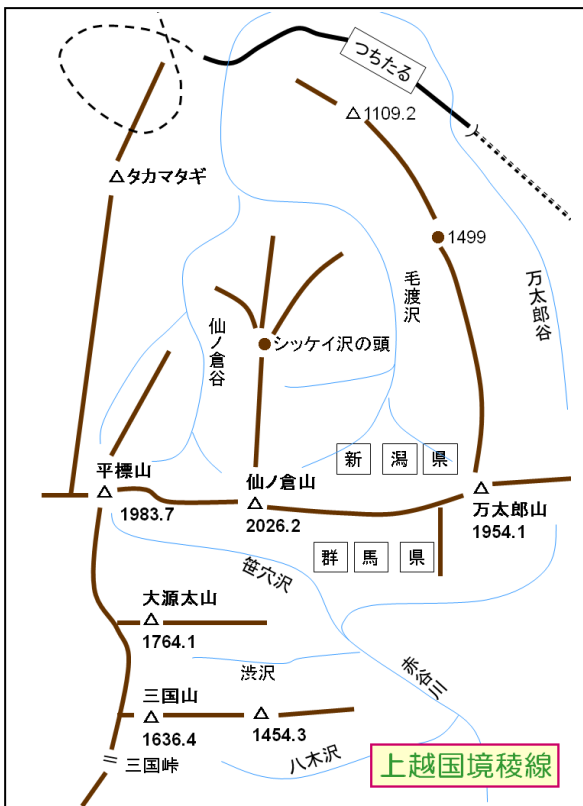 つちたる
1109.2
タカマタギ
1499
毛渡沢
万太郎谷
仙ノ倉谷
シッケイ沢の頭
新潟県
平標山
1983.7
仙ノ倉山
2026.2
万太郎山
1954.1
群馬県
笹穴沢
大源太山
1764.1
渋沢
赤谷川
三国山
1636.4
1454.3
三国峠
八木沢
上越国境稜線